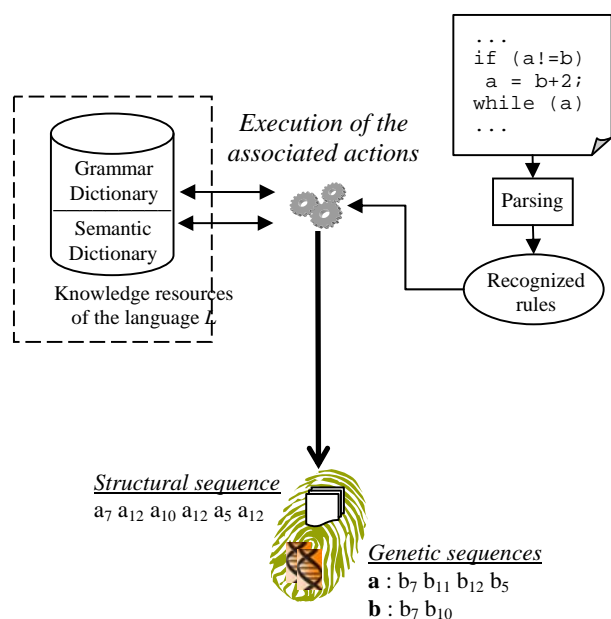 ...
if (a!=b)
a = b+2;
while (a)
...
Execution of the
associated actions
Grammar
Dictionary
Semantic
Dictionary
Parsing
Recognized
rules
Knowledge resources
of the language L
Structural sequence
a7 a12 a10 a12 a5 a12
Genetic sequences
a : b7 b11 b12 b5
b : b7 b10